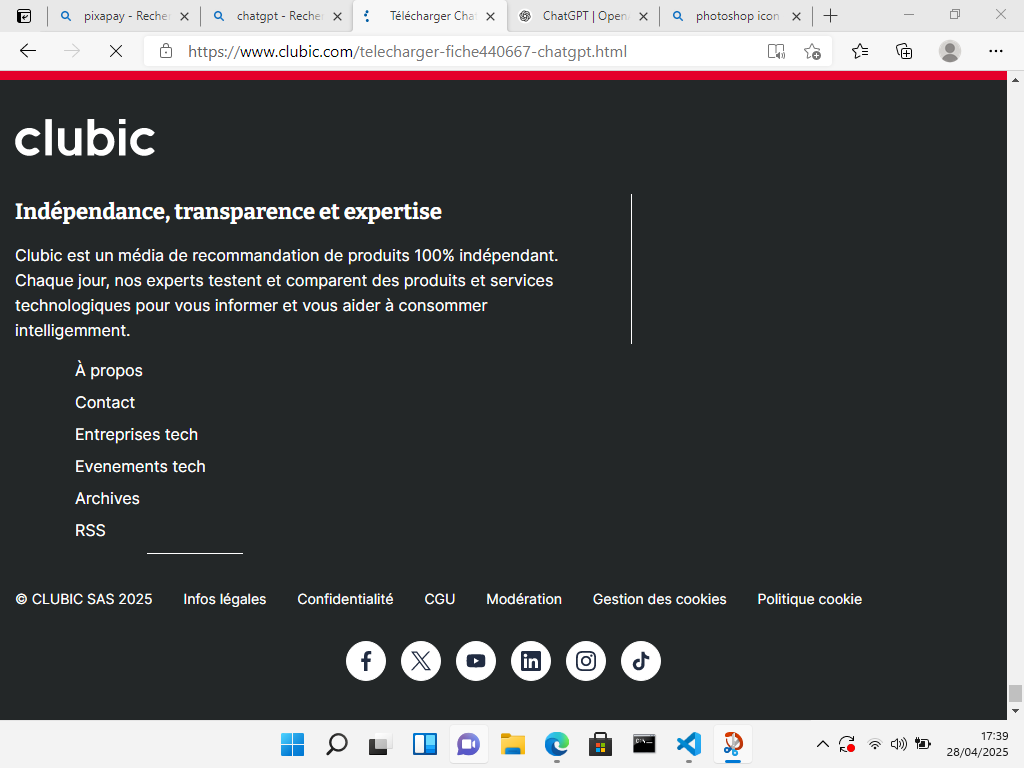 pixapay - Recher
chatgpt - Recher
Télécharger Chat
ChatGPT | Open
photoshop icon
https://www.clubic.com/telecharger-fiche440667-chatgpt.html
clubic
Indépendance, transparence et expertise
Clubic est un média de recommandation de produits 100% indépendant.
Chaque jour, nos experts testent et comparent des produits et services
technologiques pour vous informer et vous aider à consommer
intelligemment.
À propos
Contact
Entreprises tech
Evenements tech
Archives
RSS
© CLUBIC SAS 2025 Infos légales Confidentialité CGU Modération Gestion des cookies Politique cookie
17:39
28/04/2025